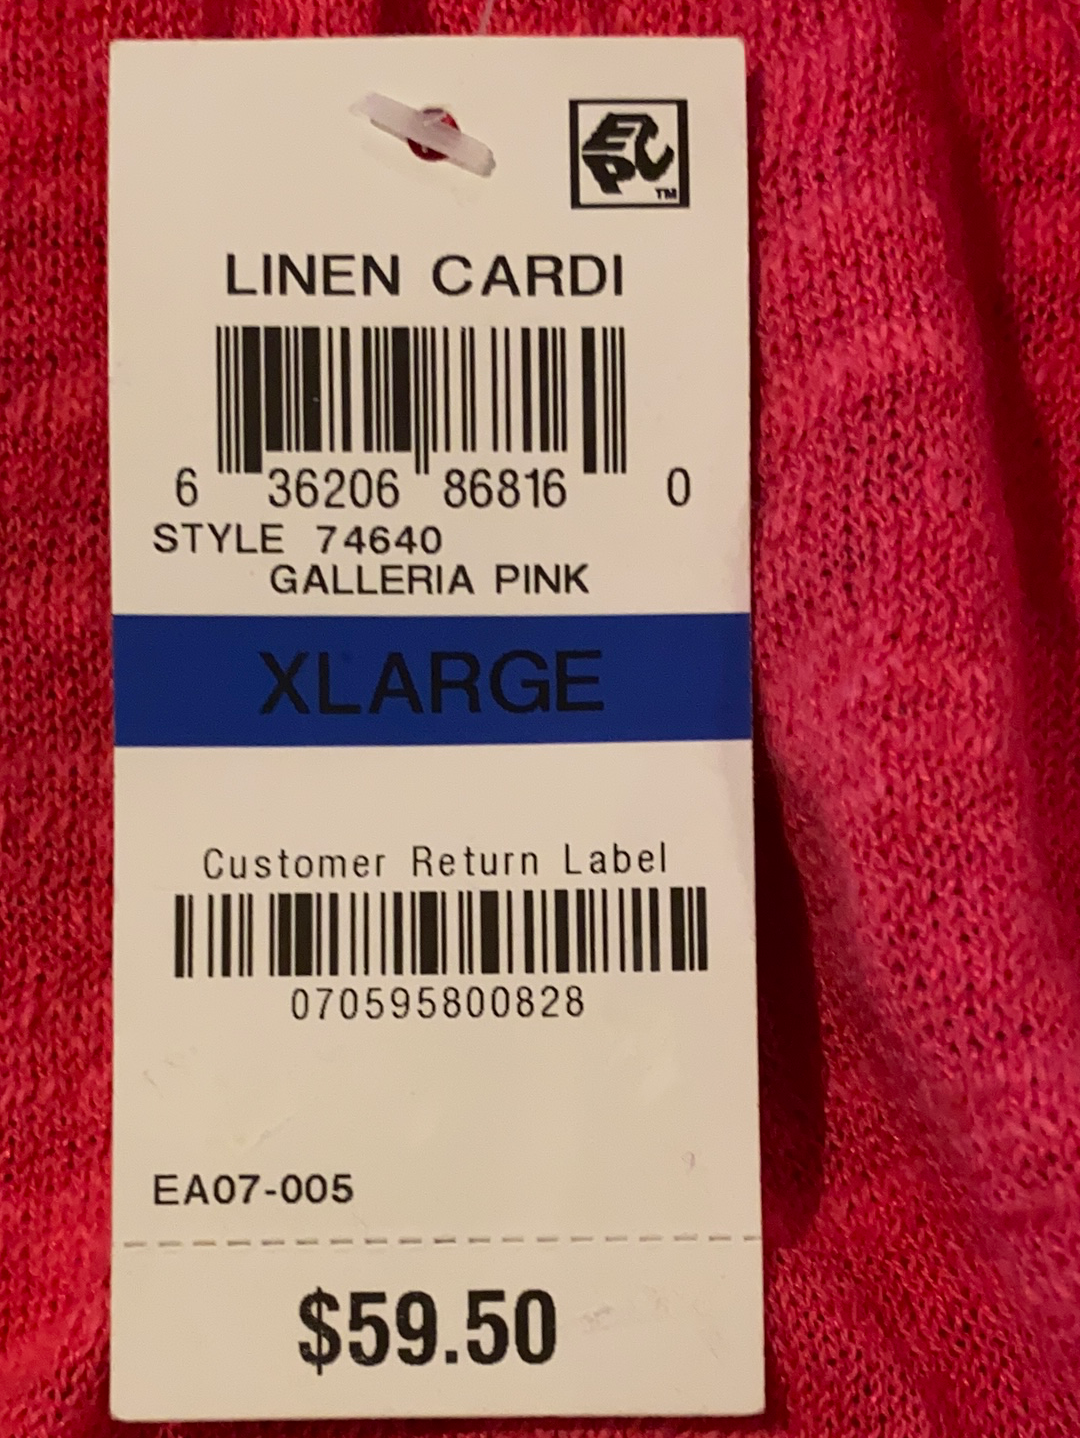 EPC
TM
LINEN CARDI
6 36206 86816 0
STYLE 74640
GALLERIA PINK
XLARGE
Customer Return Label
070595800828
EA07-005
$59.50